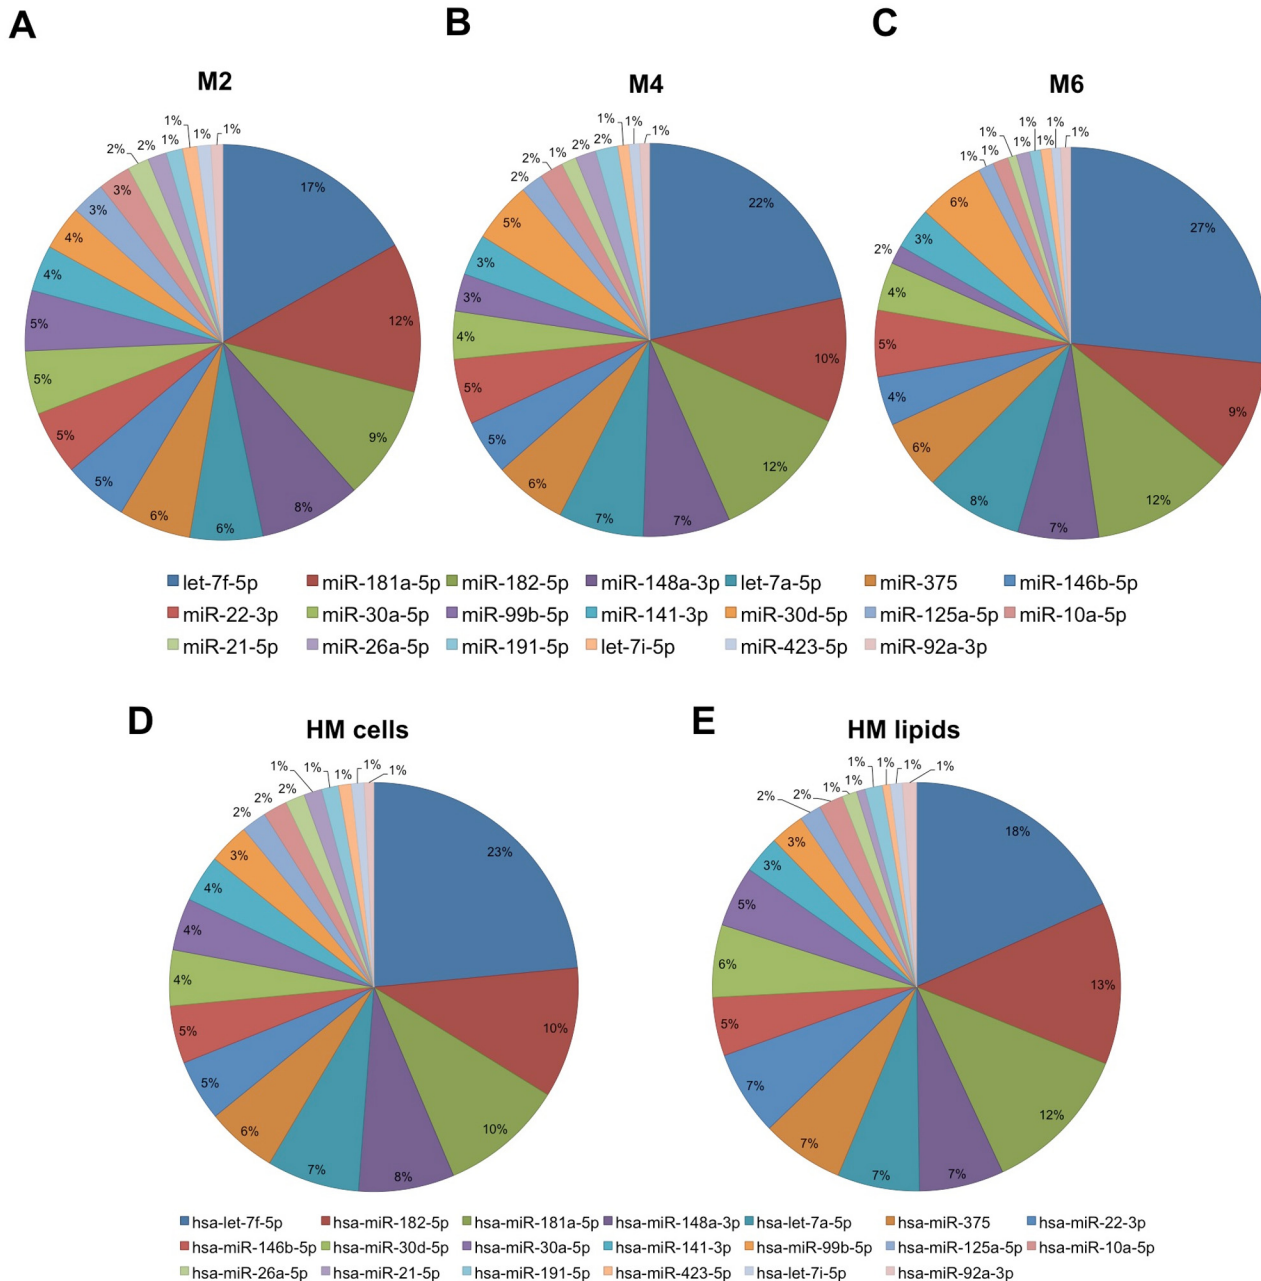 A B C
M2 M4 M6
1% 1% 1% 1% 2% 2% 3% 3% 4% 4% 5% 5% 5% 5% 6% 6% 8% 9% 12% 17%
1% 1% 1% 2% 2% 1% 2% 2% 5% 3% 3% 4% 5% 5% 6% 7% 7% 12% 10% 22%
1% 1% 1% 1% 1% 1% 1% 1% 6% 3% 2% 4% 5% 4% 6% 8% 7% 12% 9% 27%
let-7f-5p miR-181a-5p miR-182-5p miR-148a-3p let-7a-5p miR-375 miR-146b-5p
miR-22-3p miR-30a-5p miR-99b-5p miR-141-3p miR-30d-5p miR-125a-5p miR-10a-5p
miR-21-5p miR-26a-5p miR-191-5p let-7i-5p miR-423-5p miR-92a-3p
D E
HM cells HM lipids
1% 1% 1% 1% 1% 2% 2% 2% 3% 4% 4% 4% 5% 5% 6% 7% 8% 10% 10% 23%
1% 1% 1% 1% 1% 1% 2% 2% 3% 3% 5% 6% 5% 7% 7% 7% 7% 12% 13% 18%
hsa-let-7f-5p hsa-miR-182-5p hsa-miR-181a-5p hsa-miR-148a-3p hsa-let-7a-5p hsa-miR-375 hsa-miR-22-3p
hsa-miR-146b-5p hsa-miR-30d-5p hsa-miR-30a-5p hsa-miR-141-3p hsa-miR-99b-5p hsa-miR-125a-5p hsa-miR-10a-5p
hsa-miR-26a-5p hsa-miR-21-5p hsa-miR-191-5p hsa-miR-423-5p hsa-let-7i-5p hsa-miR-92a-3p